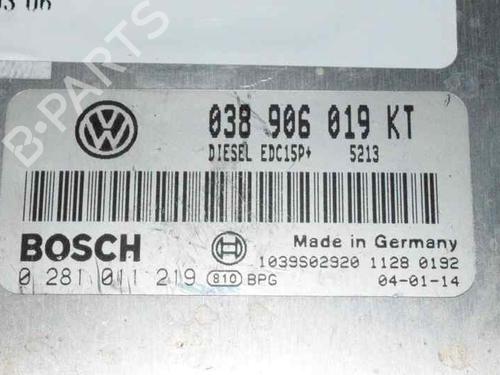 038 906 019 KT
DIESEL EDC15P+ 5213
BOSCH
Made in Germany
1039S02920 1128 0192
0 281 011 219 810 BPG
04-01-14
B-PARTS